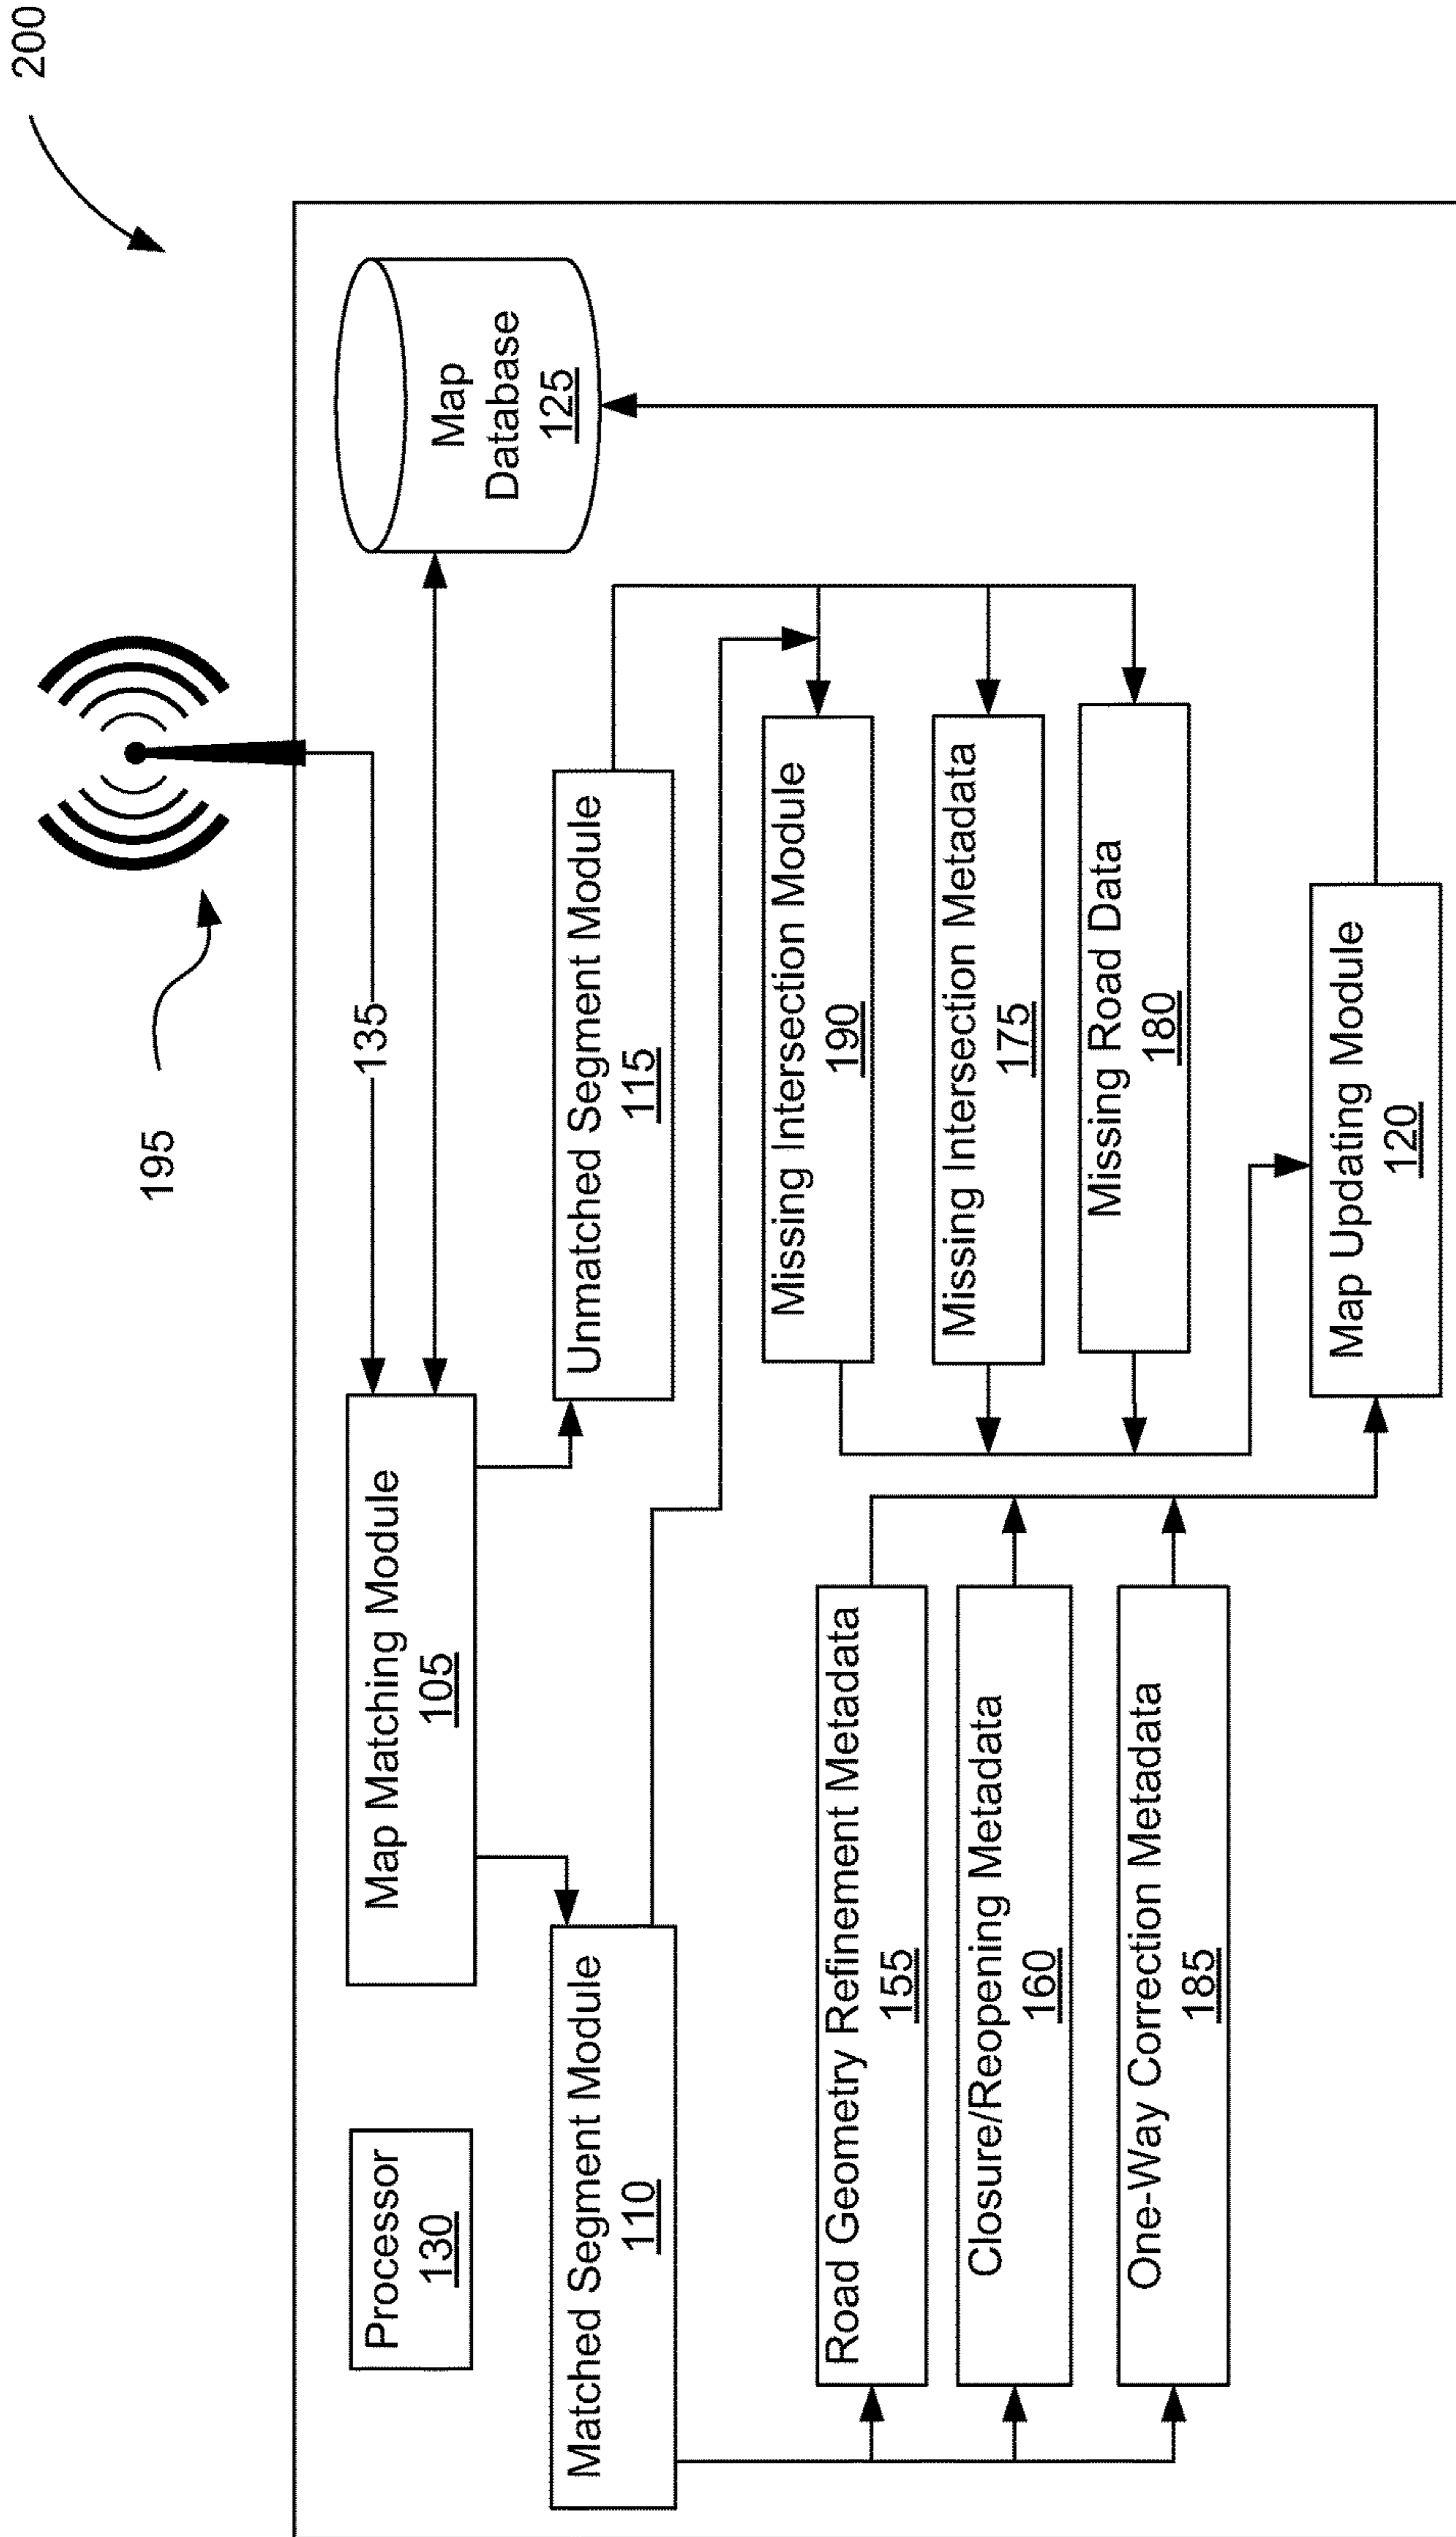 200
195
135
Processor
130
Map Matching Module
105
Map
Database
125
Matched Segment Module
110
Unmatched Segment Module
115
Road Geometry Refinement Metadata
155
Closure/Reopening Metadata
160
One-Way Correction Metadata
185
Missing Intersection Module
190
Missing Intersection Metadata
175
Missing Road Data
180
Map Updating Module
120